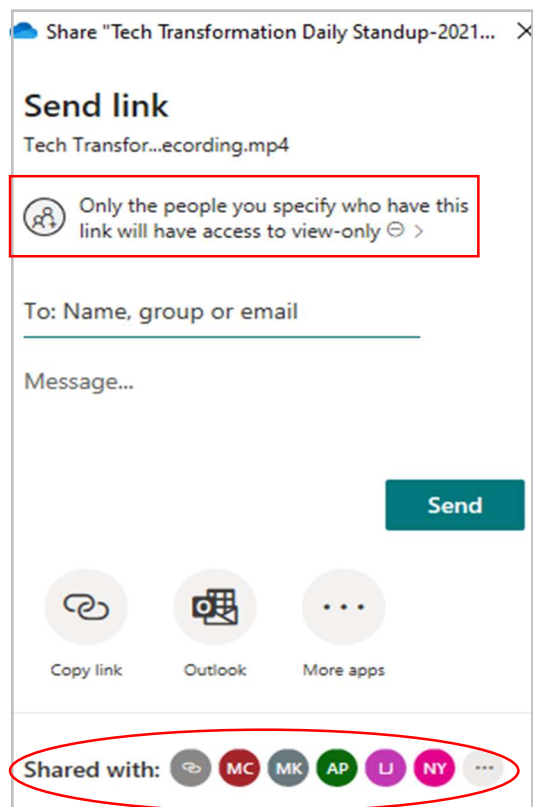 Share "Tech Transformation Daily Standup-2021...
Send link
Tech Transfor...ecording.mp4
Only the people you specify who have this
link will have access to view-only
To: Name, group or email
Message...
Send
Copy link Outlook More apps
Shared with: MC MK AP LJ NY ...